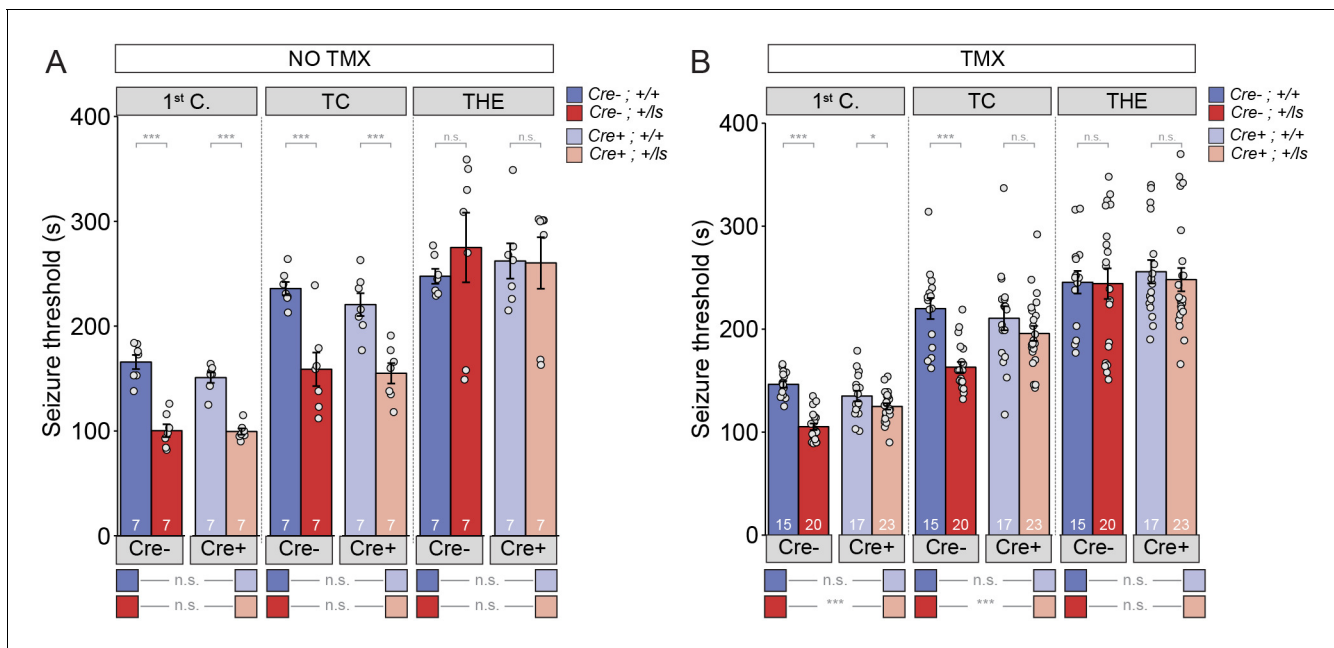 A
NO TMX
1st C.
TC
THE
Cre- ; +/+
Cre- ; +/ls
Cre+ ; +/+
Cre+ ; +/ls
*** *** *** *** n.s. n.s.
Seizure threshold (s)
400
300
200
100
0
7 7 7 7 7 7 7 7 7 7 7 7
Cre- Cre+ Cre- Cre+ Cre- Cre+
n.s. n.s. n.s.
n.s. n.s. n.s.
B
TMX
1st C.
TC
THE
Cre- ; +/+
Cre- ; +/ls
Cre+ ; +/+
Cre+ ; +/ls
*** * *** n.s. n.s. n.s.
Seizure threshold (s)
400
300
200
100
0
15 20 17 23 15 20 17 23 15 20 17 23
Cre- Cre+ Cre- Cre+ Cre- Cre+
n.s. n.s. n.s.
*** *** n.s.